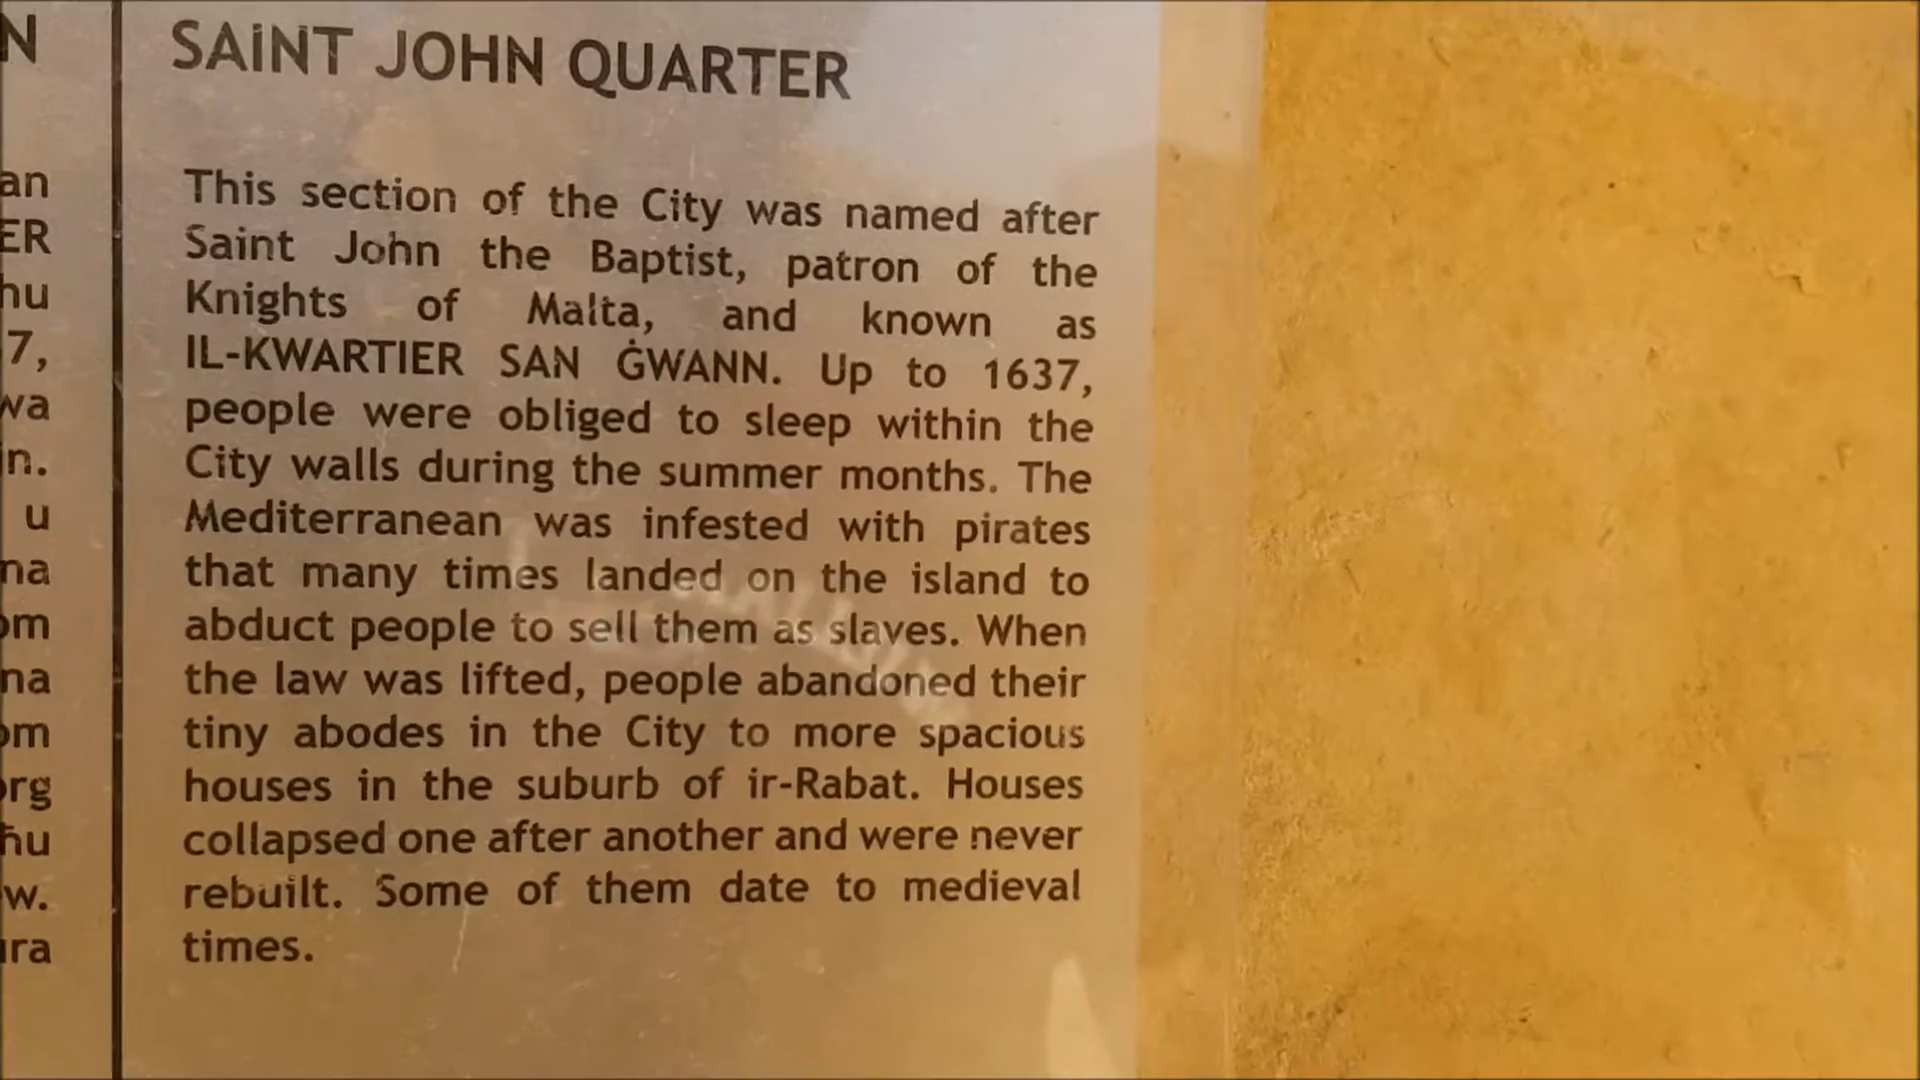 SAINT JOHN QUARTER
This section of the City was named after
Saint John the Baptist, patron of the
Knights of Malta, and known as
IL-KWARTIER SAN ĠWANN. Up to 1637,
people were obliged to sleep within the
City walls during the summer months. The
Mediterranean was infested with pirates
that many times landed on the island to
abduct people to sell them as slaves. When
the law was lifted, people abandoned their
tiny abodes in the City to more spacious
houses in the suburb of ir-Rabat. Houses
collapsed one after another and were never
rebuilt. Some of them date to medieval
times.